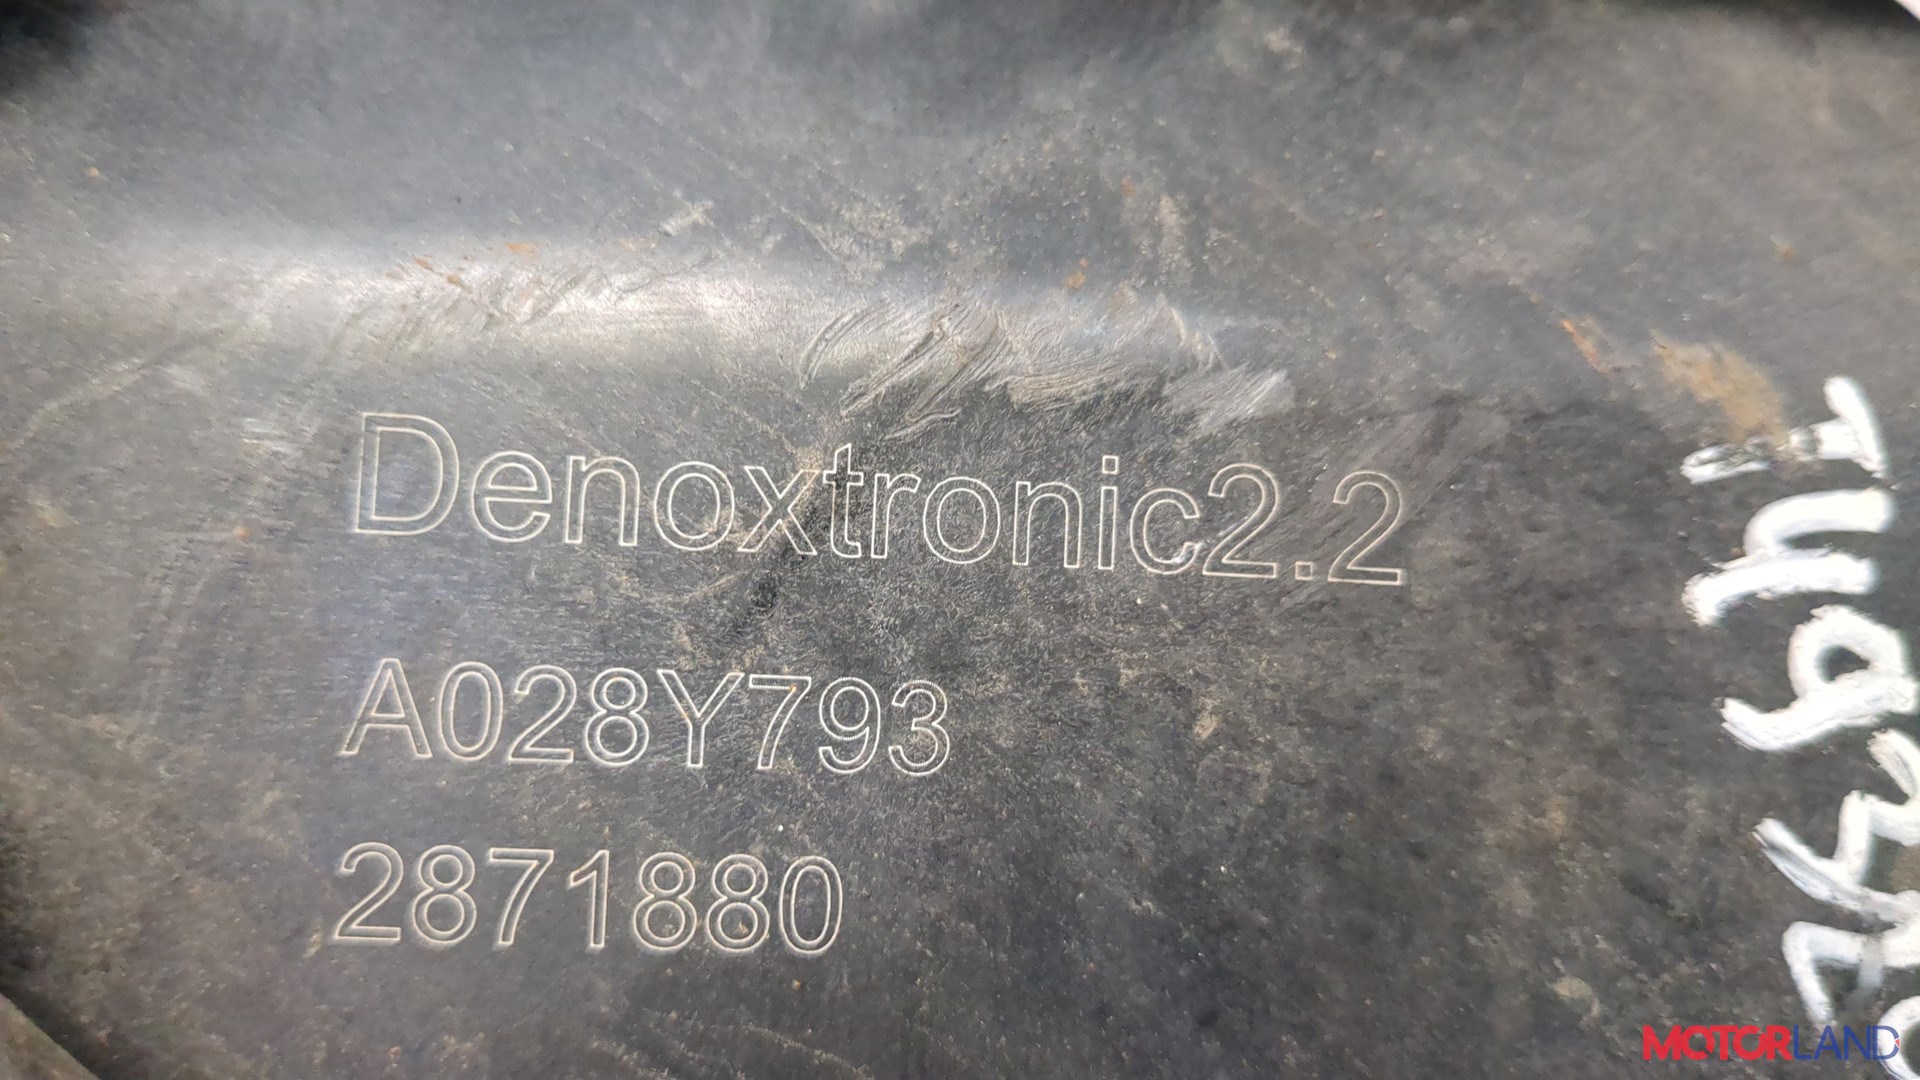 Denoxtronic2.2
A028Y793
2871880
MOTORLAND